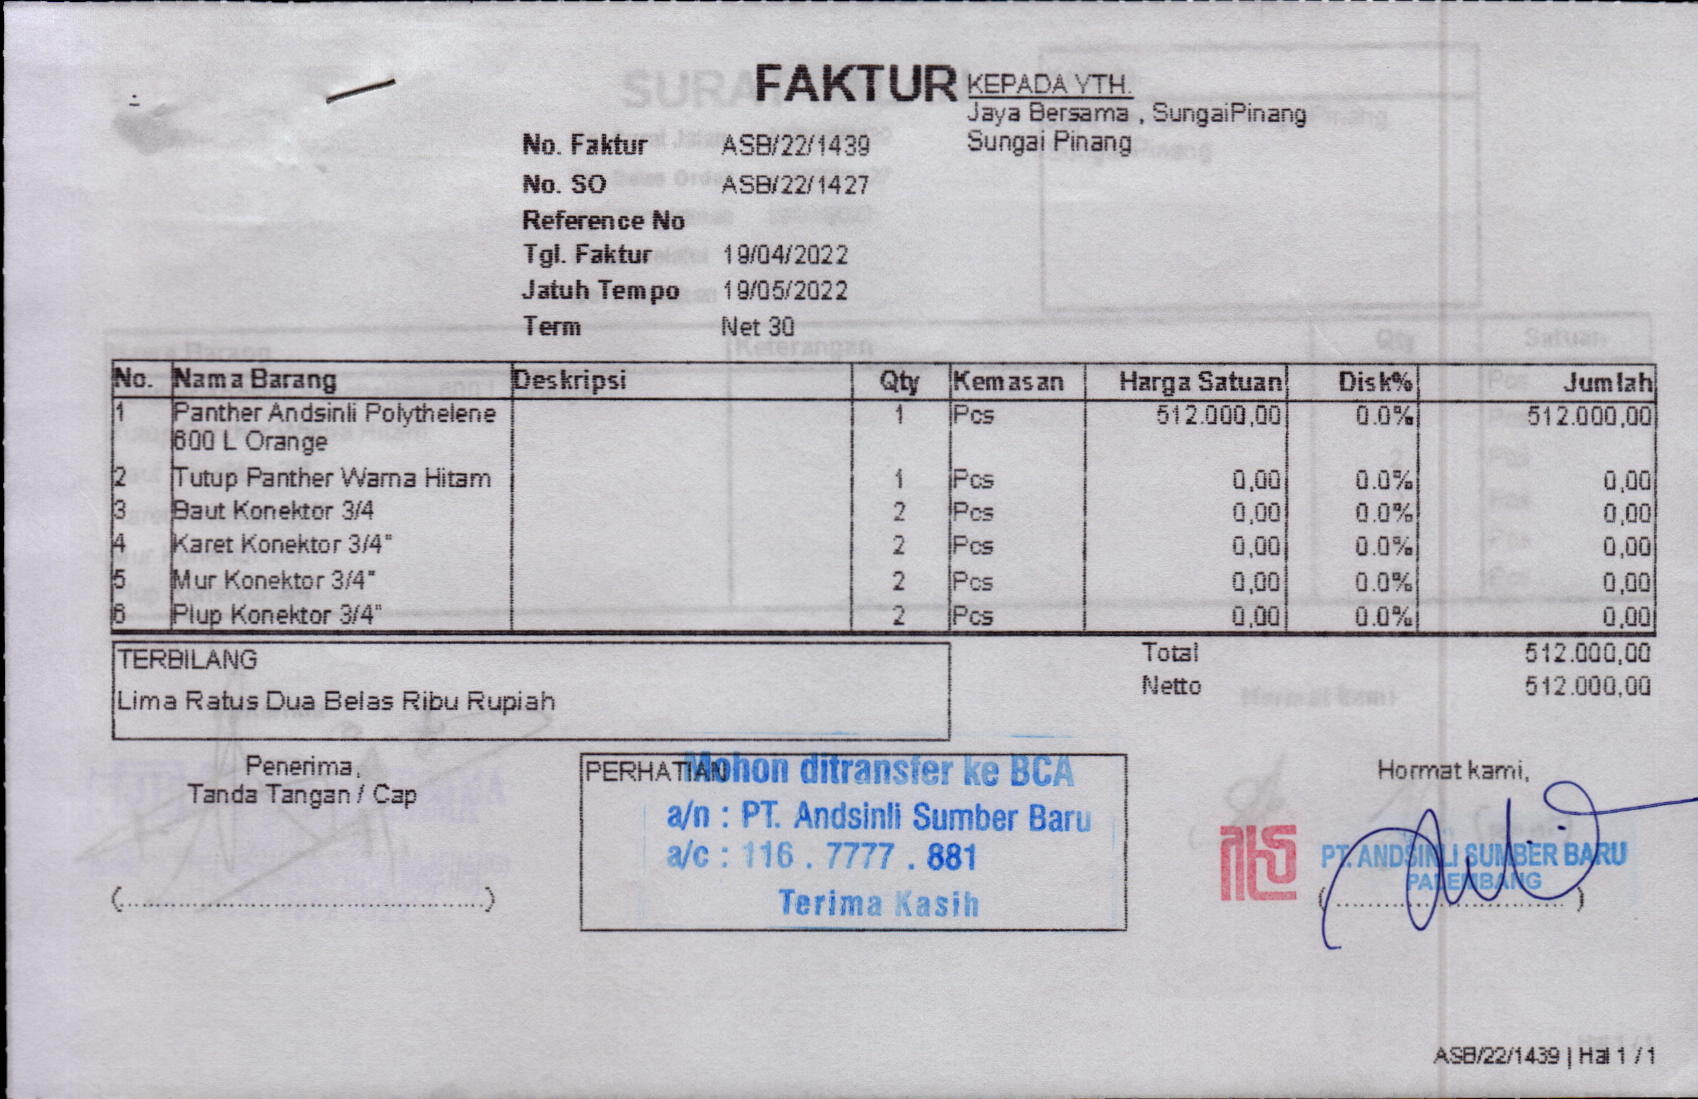 FAKTUR
KEPADA YTH.
Jaya Bersama , SungaiPinang
Sungai Pinang
No. Faktur ASB/22/1439
No. SO ASB/22/1427
Reference No
Tgl. Faktur 19/04/2022
Jatuh Tempo 19/05/2022
Term Net 30
No. Nama Barang Deskripsi Qty Kemasan Harga Satuan Disk% Jumlah
1 Panther Andsinli Polythelene 1 Pcs 512.000,00 0.0% 512.000,00
600 L Orange
2 Tutup Panther Warna Hitam 1 Pcs 0,00 0.0% 0,00
3 Baut Konektor 3/4 2 Pcs 0,00 0.0% 0,00
4 Karet Konektor 3/4" 2 Pcs 0,00 0.0% 0,00
5 Mur Konektor 3/4" 2 Pcs 0,00 0.0% 0,00
6 Plup Konektor 3/4" 2 Pcs 0,00 0.0% 0,00
TERBILANG
Lima Ratus Dua Belas Ribu Rupiah
Total 512.000,00
Netto 512.000,00
Penerima,
Tanda Tangan / Cap
(..................................................)
PERHATIAN
Mohon ditransfer ke BCA
a/n : PT. Andsinli Sumber Baru
a/c : 116 . 7777 . 881
Terima Kasih
Hormat kami,
PT. ANDSINLI SUMBER BARU
PALEMBANG
(..................................)
ASB/22/1439 | Hal 1 / 1